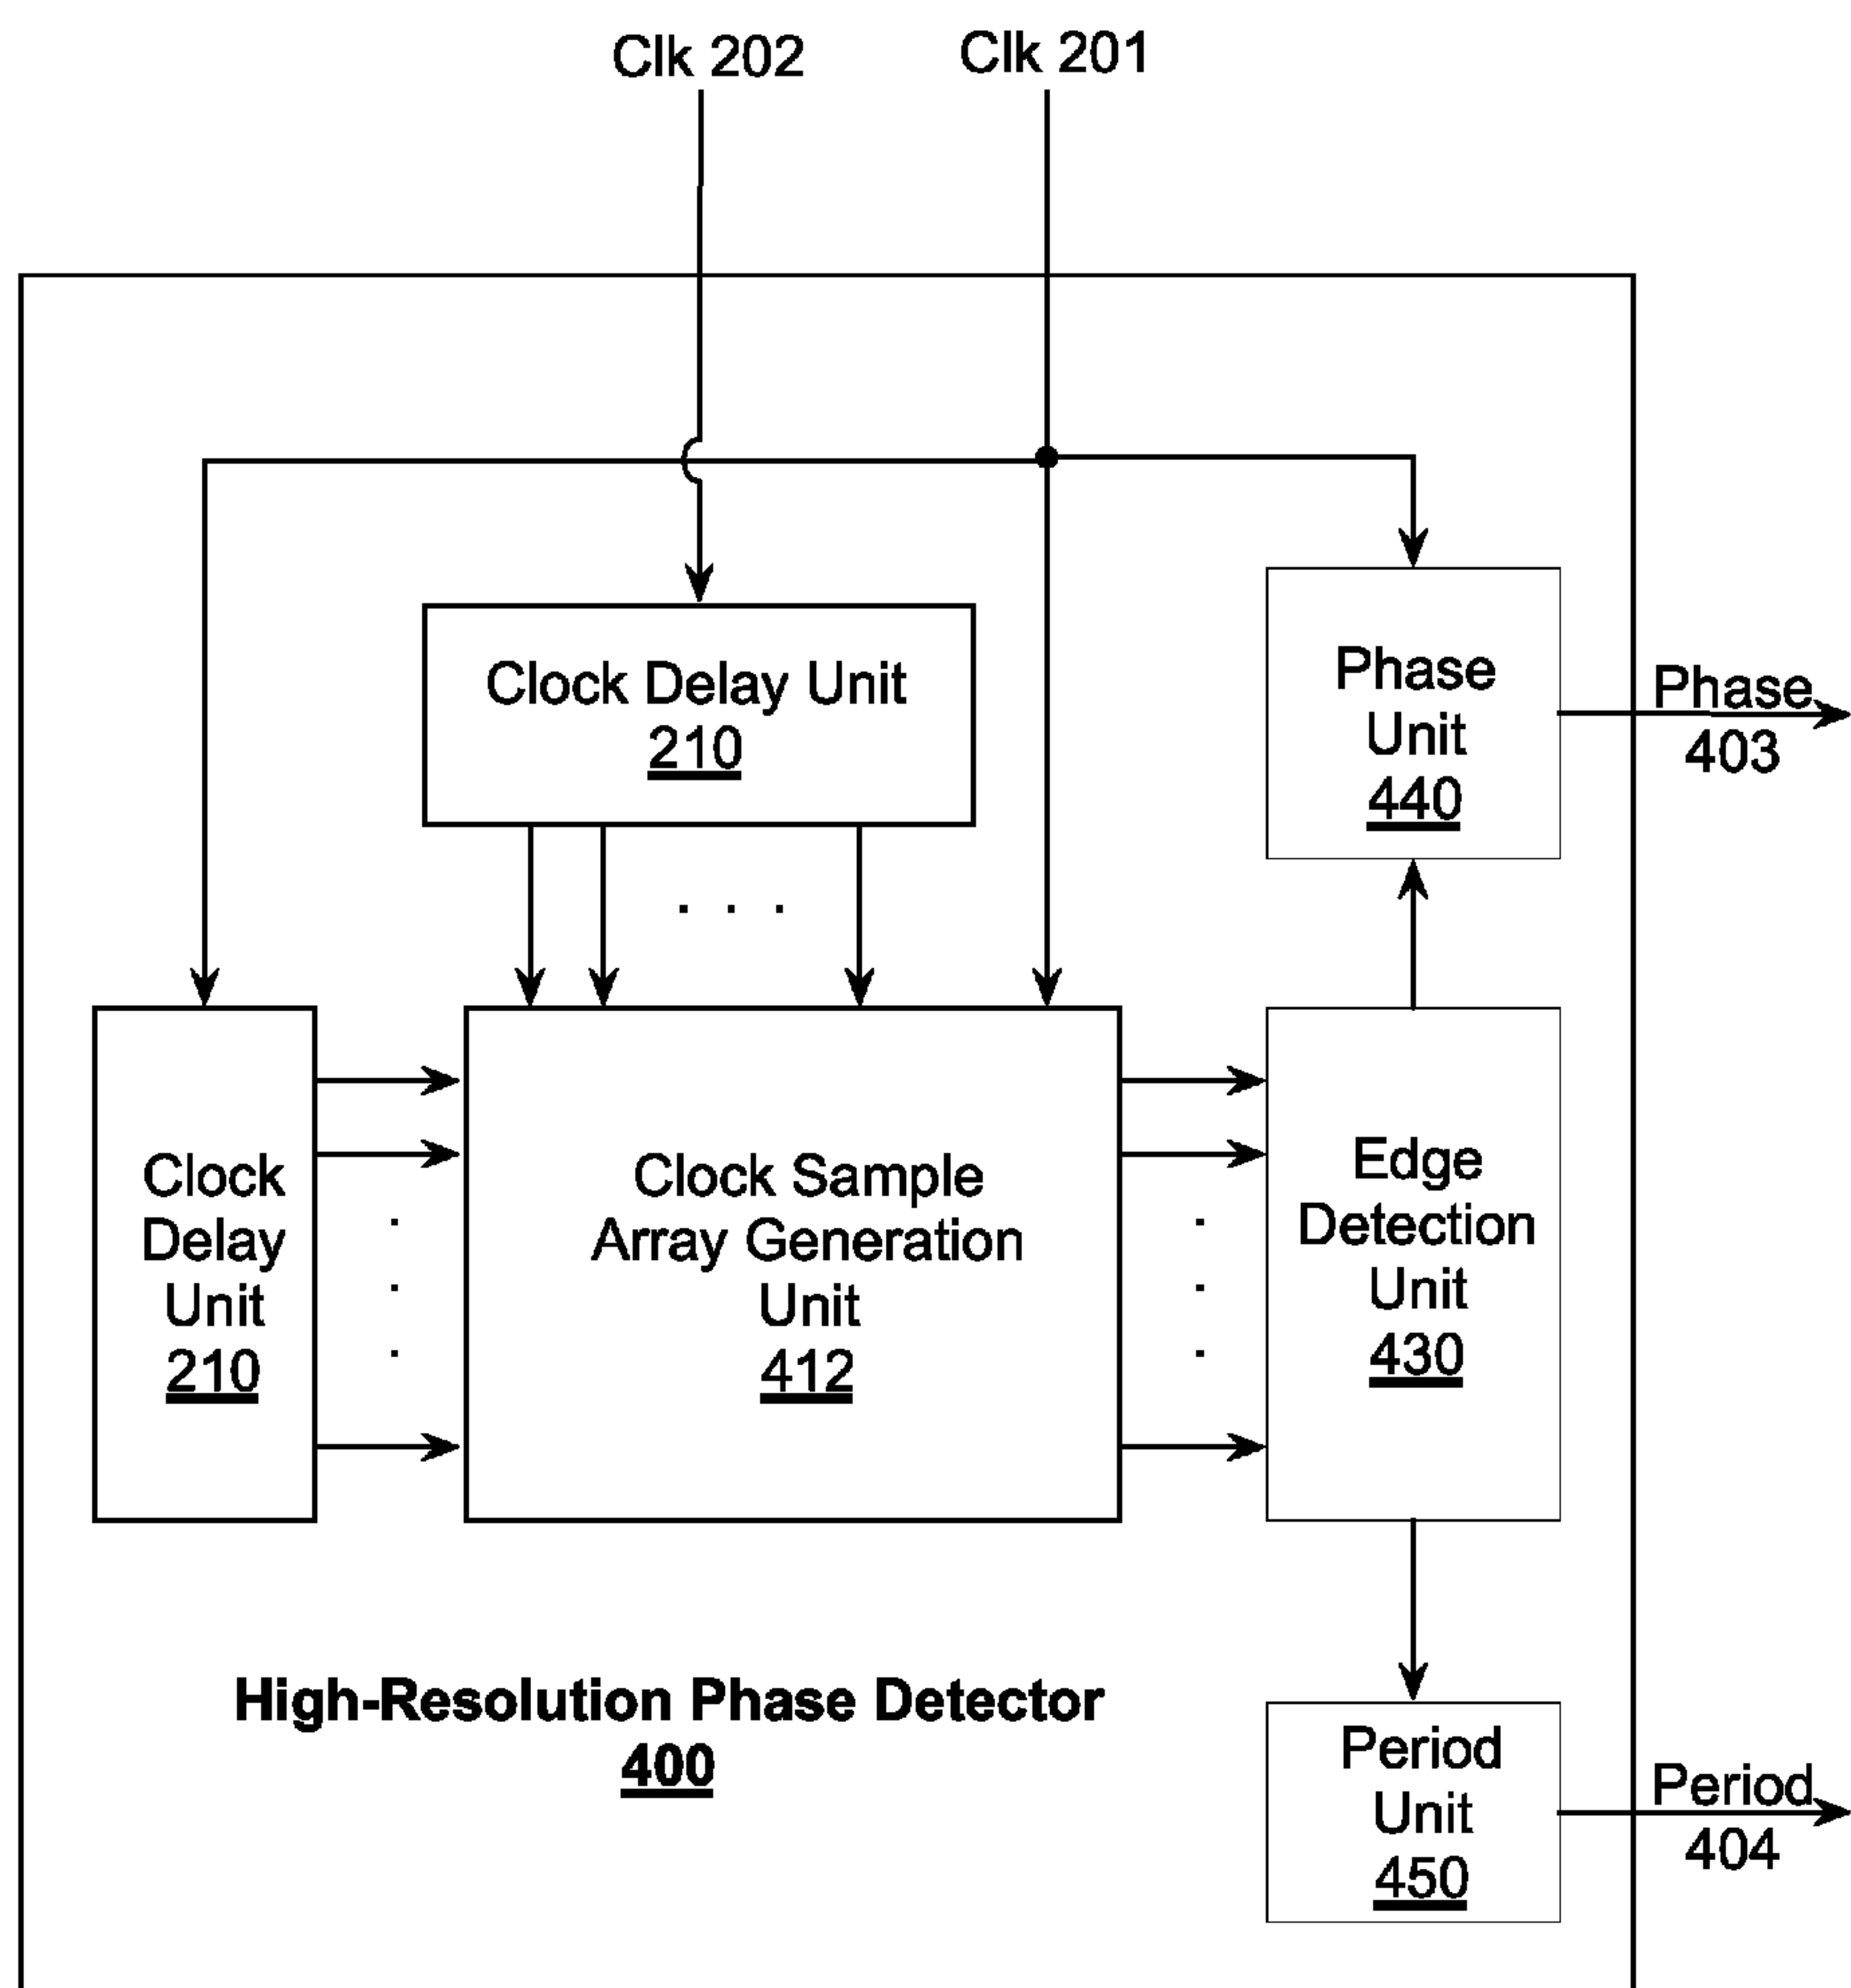 Clk 202
Clk 201
Clock Delay Unit
210
Phase
Unit
440
Phase
403
Clock
Delay
Unit
210
Clock Sample
Array Generation
Unit
412
Edge
Detection
Unit
430
High-Resolution Phase Detector
400
Period
Unit
450
Period
404